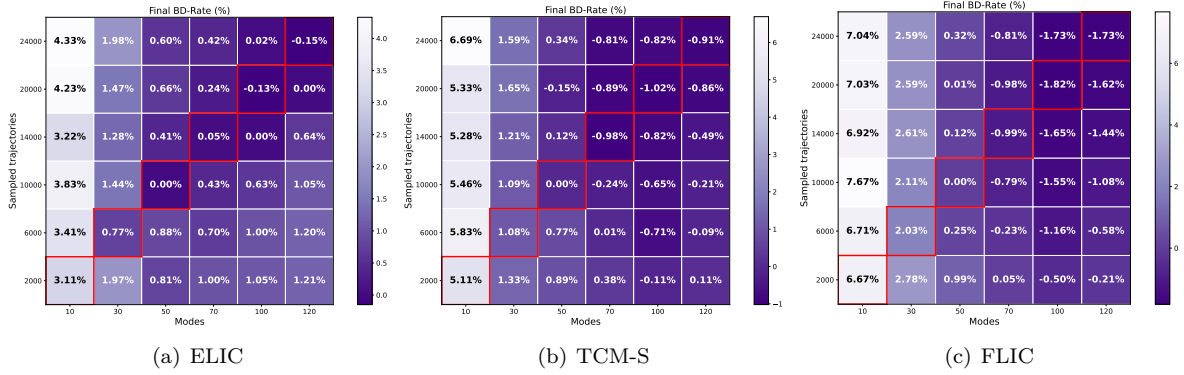 Final BD-Rate (%)
Sampled trajectories
24000 4.33% 1.98% 0.60% 0.42% 0.02% -0.15%
20000 4.23% 1.47% 0.66% 0.24% -0.13% 0.00%
14000 3.22% 1.28% 0.41% 0.05% 0.00% 0.64%
10000 3.83% 1.44% 0.00% 0.43% 0.63% 1.05%
6000 3.41% 0.77% 0.88% 0.70% 1.00% 1.20%
2000 3.11% 1.97% 0.81% 1.00% 1.05% 1.21%
10 30 50 70 100 120
Modes
4.0
3.5
3.0
2.5
2.0
1.5
1.0
0.5
0.0
(a) ELIC
Final BD-Rate (%)
Sampled trajectories
24000 6.69% 1.59% 0.34% -0.81% -0.82% -0.91%
20000 5.33% 1.65% -0.15% -0.89% -1.02% -0.86%
14000 5.28% 1.21% 0.12% -0.98% -0.82% -0.49%
10000 5.46% 1.09% 0.00% -0.24% -0.65% -0.21%
6000 5.83% 1.08% 0.77% 0.01% -0.71% -0.09%
2000 5.11% 1.33% 0.89% 0.38% -0.11% 0.11%
10 30 50 70 100 120
Modes
6
5
4
3
2
1
0
−1
(b) TCM-S
Final BD-Rate (%)
Sampled trajectories
24000 7.04% 2.59% 0.32% -0.81% -1.73% -1.73%
20000 7.03% 2.59% 0.01% -0.98% -1.82% -1.62%
14000 6.92% 2.61% 0.12% -0.99% -1.65% -1.44%
10000 7.67% 2.11% 0.00% -0.79% -1.55% -1.08%
6000 6.71% 2.03% 0.25% -0.23% -1.16% -0.58%
2000 6.67% 2.78% 0.99% 0.05% -0.50% -0.21%
10 30 50 70 100 120
Modes
6
4
2
0
(c) FLIC